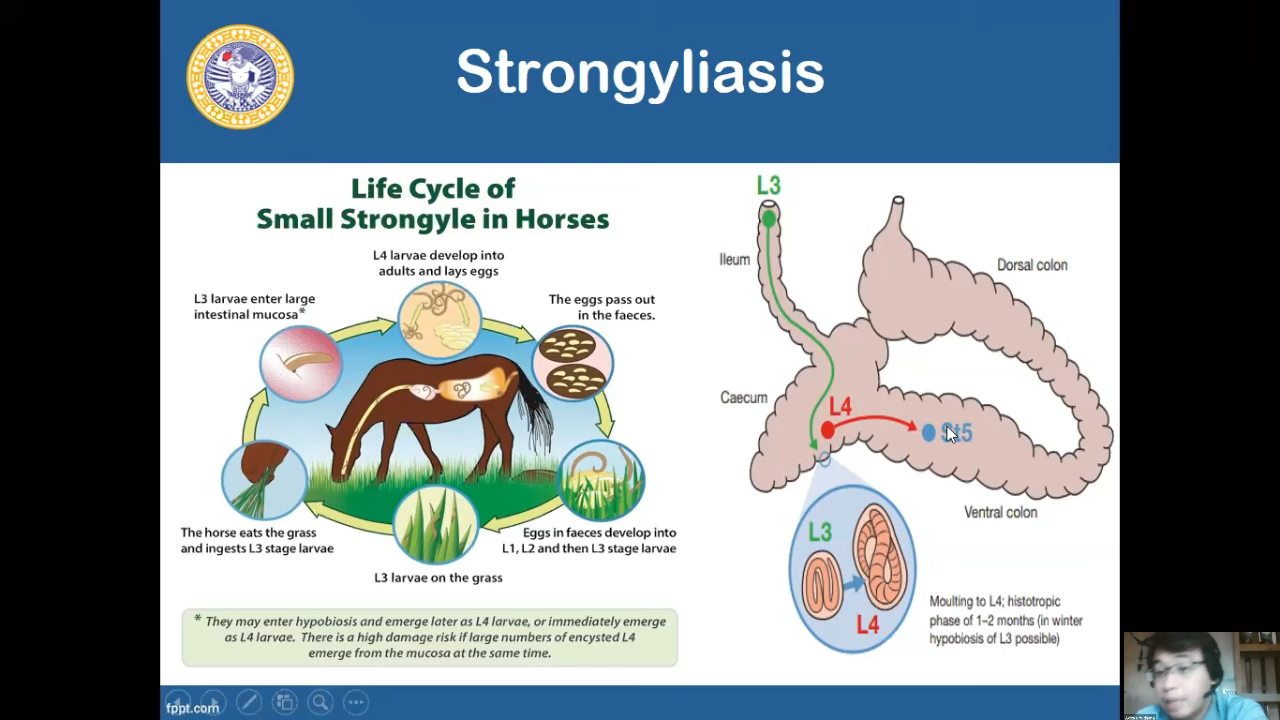 Strongyliasis
Life Cycle of
Small Strongyle in Horses
L4 larvae develop into
adults and lays eggs
L3 larvae enter large
intestinal mucosa*
The eggs pass out
in the faeces.
The horse eats the grass
and ingests L3 stage larvae
Eggs in faeces develop into
L1, L2 and then L3 stage larvae
L3 larvae on the grass
* They may enter hypobiosis and emerge later as L4 larvae, or immediately emerge
as L4 larvae. There is a high damage risk if large numbers of encysted L4
emerge from the mucosa at the same time.
L3
Ileum
Dorsal colon
Caecum
L4
St5
Ventral colon
L3
L4
Moulting to L4; histotropic
phase of 1–2 months (in winter
hypobiosis of L3 possible)
fppt.com